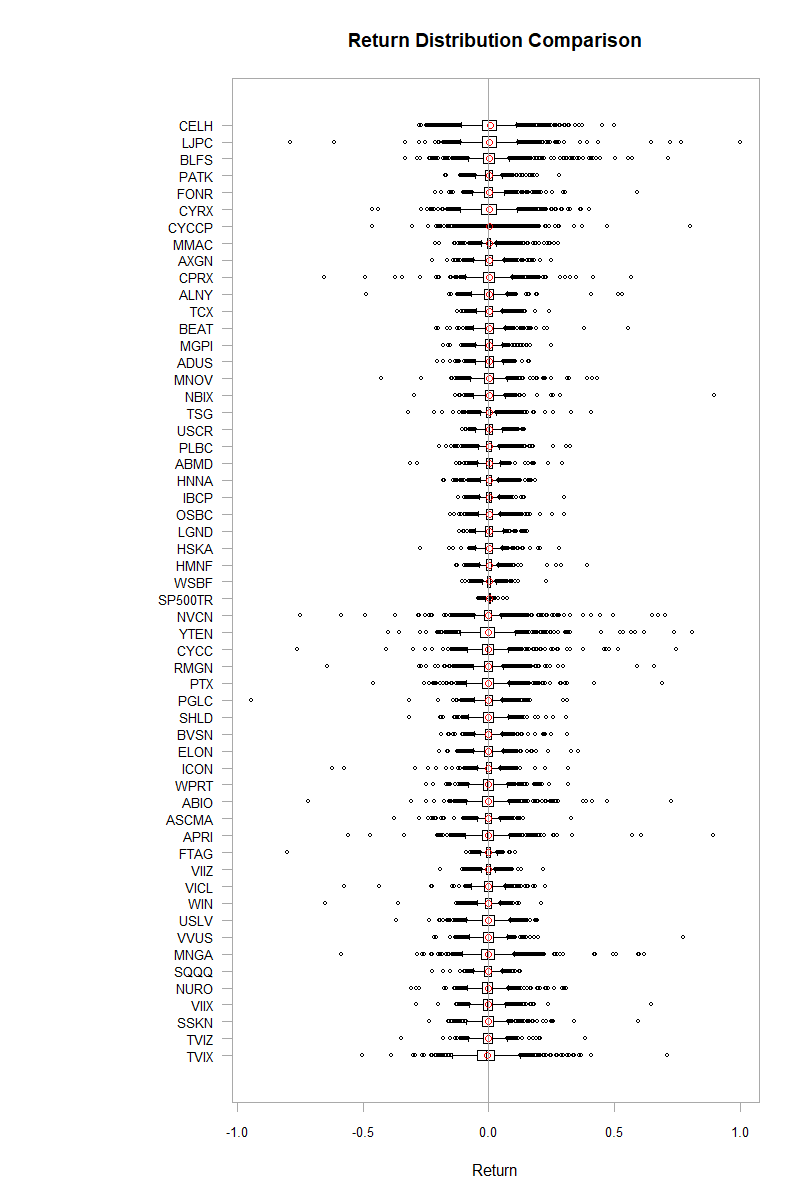 Return Distribution Comparison
CELH
LJPC
BLFS
PATK
FONR
CYRX
CYCCP
MMAC
AXGN
CPRX
ALNY
TCX
BEAT
MGPI
ADUS
MNOV
NBIX
TSG
USCR
PLBC
ABMD
HNNA
IBCP
OSBC
LGND
HSKA
HMNF
WSBF
SP500TR
NVCN
YTEN
CYCC
RMGN
PTX
PGLC
SHLD
BVSN
ELON
ICON
WPRT
ABIO
ASCMA
APRI
FTAG
VIIZ
VICL
WIN
USLV
VVUS
MNGA
SQQQ
NURO
VIIX
SSKN
TVIZ
TVIX
-1.0 -0.5 0.0 0.5 1.0
Return